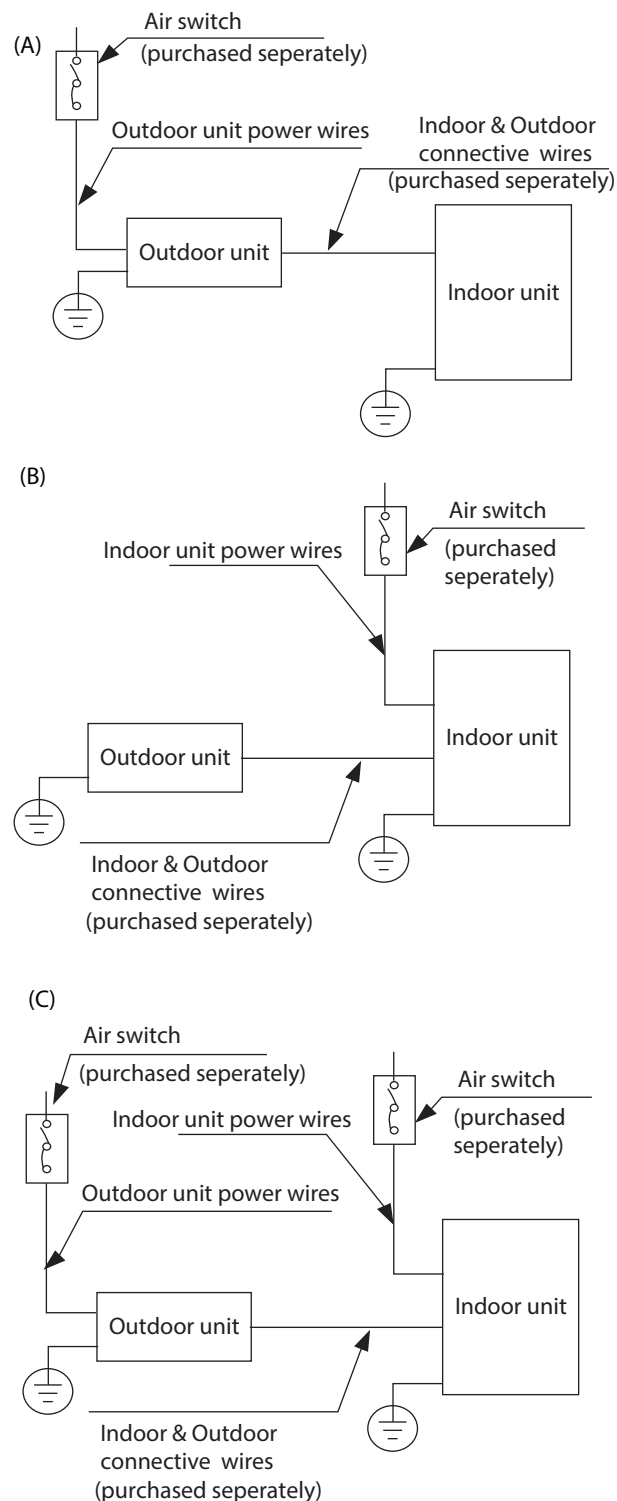 (A)
Air switch
(purchased seperately)
Outdoor unit power wires
Indoor & Outdoor
connective wires
(purchased seperately)
Outdoor unit
Indoor unit
(B)
Air switch
(purchased
seperately)
Indoor unit power wires
Outdoor unit
Indoor unit
Indoor & Outdoor
connective wires
(purchased seperately)
(C)
Air switch
(purchased seperately)
Air switch
(purchased
seperately)
Indoor unit power wires
Outdoor unit power wires
Outdoor unit
Indoor unit
Indoor & Outdoor
connective wires
(purchased seperately)